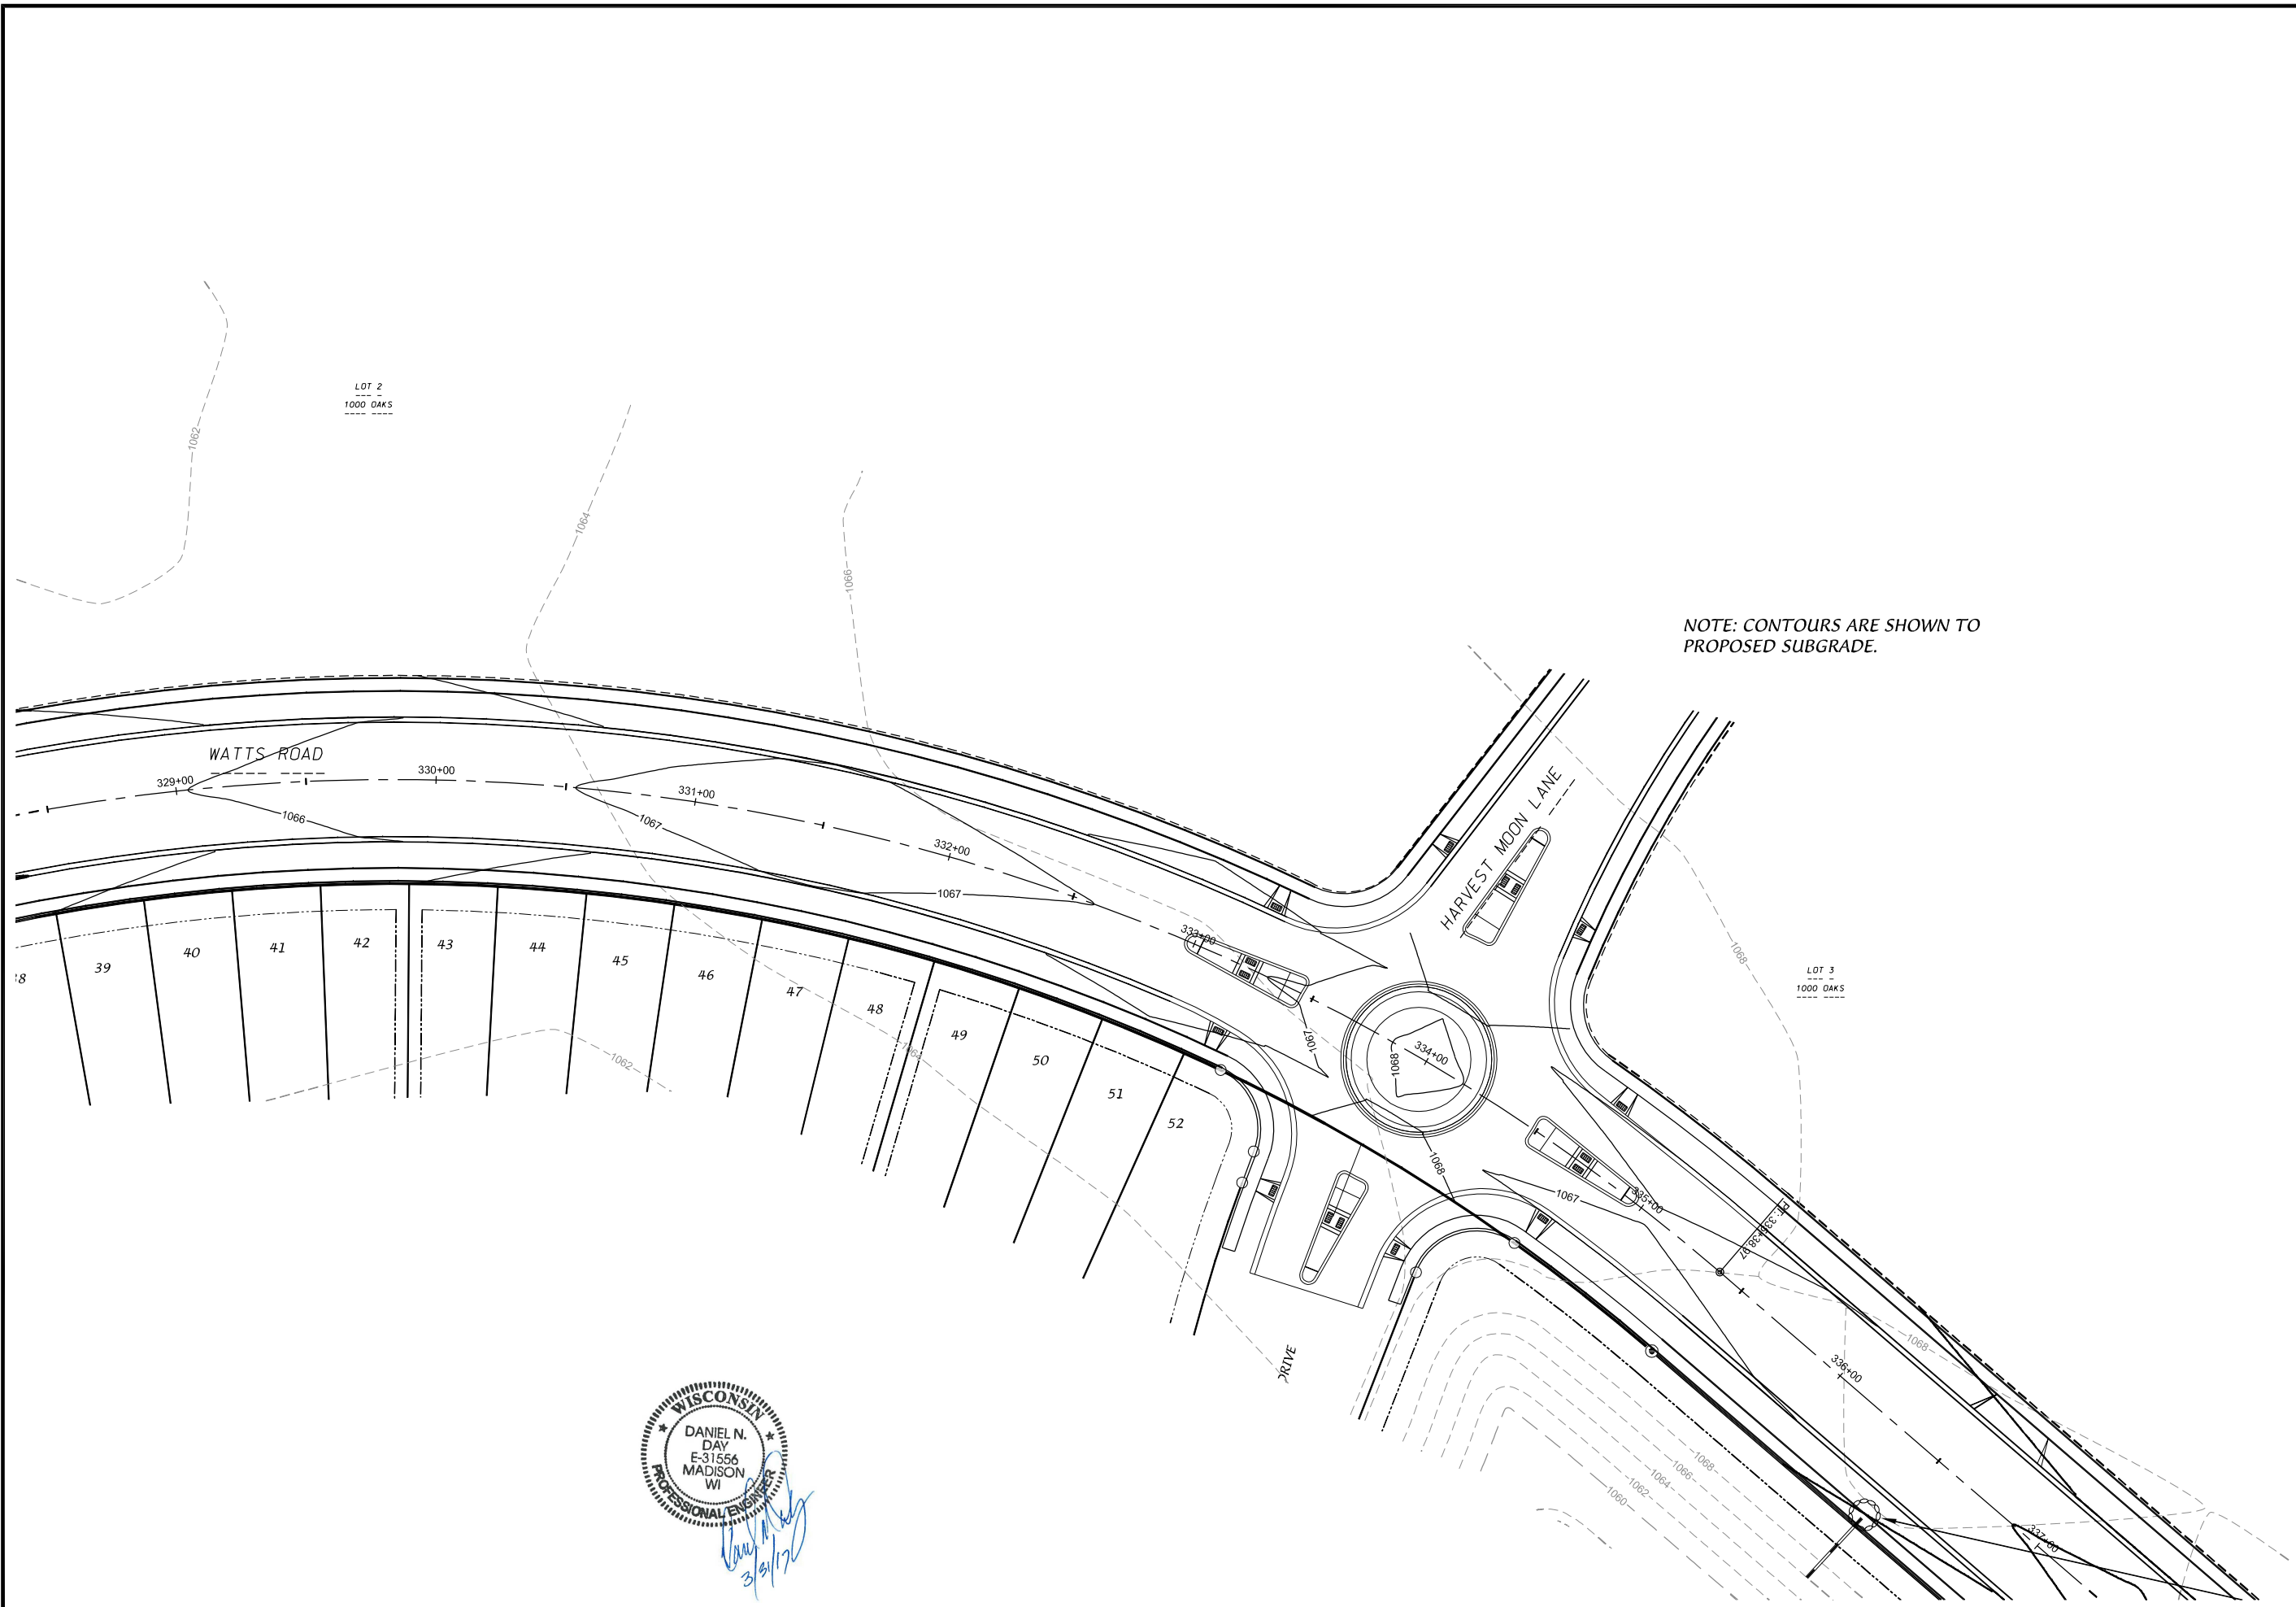 LOT 2
1000 OAKS
1062
1064
1066
NOTE: CONTOURS ARE SHOWN TO
PROPOSED SUBGRADE.
WATTS ROAD
329+00
330+00
331+00
332+00
333+00
334+00
335+00
336+00
337+00
1066
1067
1067
1067
1068
1068
1067
HARVEST MOON LANE
1068
LOT 3
1000 OAKS
39
40
41
42
43
44
45
46
47
48
49
50
51
52
1062
1064
1068
1068
1066
1064
1062
1060
WISCONSIN
DANIEL N.
DAY
E-31556
MADISON
WI
PROFESSIONAL ENGINEER
3/31/17